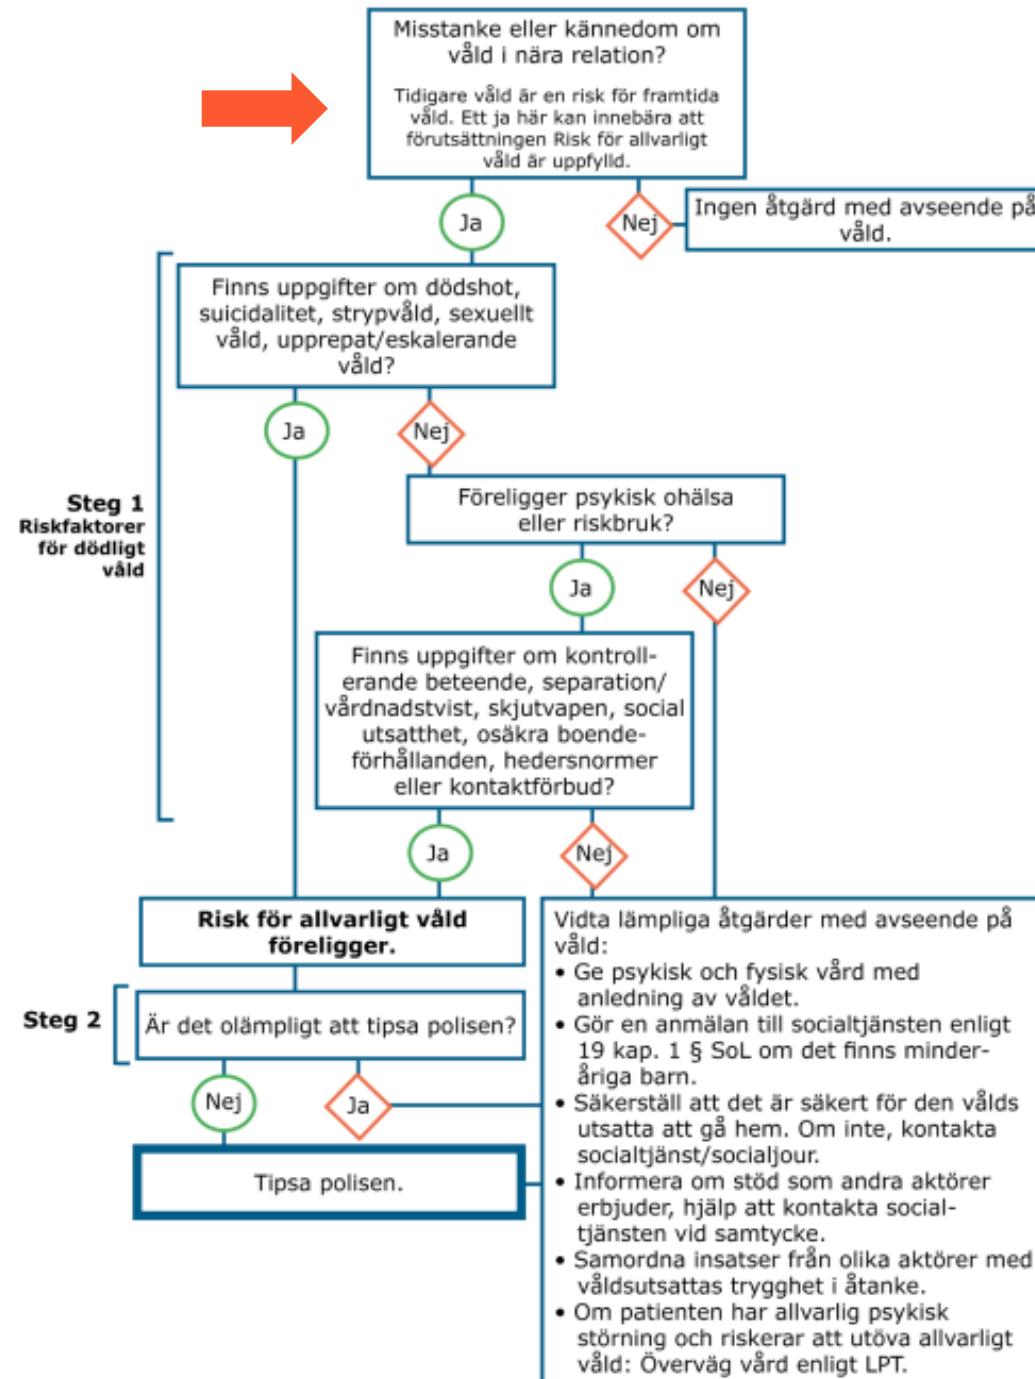 Misstanke eller kännedom om
våld i nära relation?
Tidigare våld är en risk för framtida
våld. Ett ja här kan innebära att
förutsättningen Risk för allvarligt
våld är uppfylld.
Ja
Nej
Ingen åtgärd med avseende på
våld.
Finns uppgifter om dödshot,
suicidalitet, strypvåld, sexuellt
våld, upprepat/eskalerande
våld?
Ja
Nej
Steg 1
Riskfaktorer
för dödligt
våld
Föreligger psykisk ohälsa
eller riskbruk?
Ja
Nej
Finns uppgifter om kontroll-
erande beteende, separation/
vårdnadstvist, skjutvapen, social
utsatthet, osäkra boende-
förhållanden, hedersnormer
eller kontaktförbud?
Ja
Nej
Risk för allvarligt våld
föreligger.
Steg 2
Är det olämpligt att tipsa polisen?
Nej
Ja
Tipsa polisen.
Vidta lämpliga åtgärder med avseende på
våld:
• Ge psykisk och fysisk vård med
anledning av våldet.
• Gör en anmälan till socialtjänsten enligt
19 kap. 1 § SoL om det finns minder-
åriga barn.
• Säkerställ att det är säkert för den vålds
utsatta att gå hem. Om inte, kontakta
socialtjänst/socialjour.
• Informera om stöd som andra aktörer
erbjuder, hjälp att kontakta social-
tjänsten vid samtycke.
• Samordna insatser från olika aktörer med
våldsutsattas trygghet i åtanke.
• Om patienten har allvarlig psykisk
störning och riskerar att utöva allvarligt
våld: Överväg vård enligt LPT.